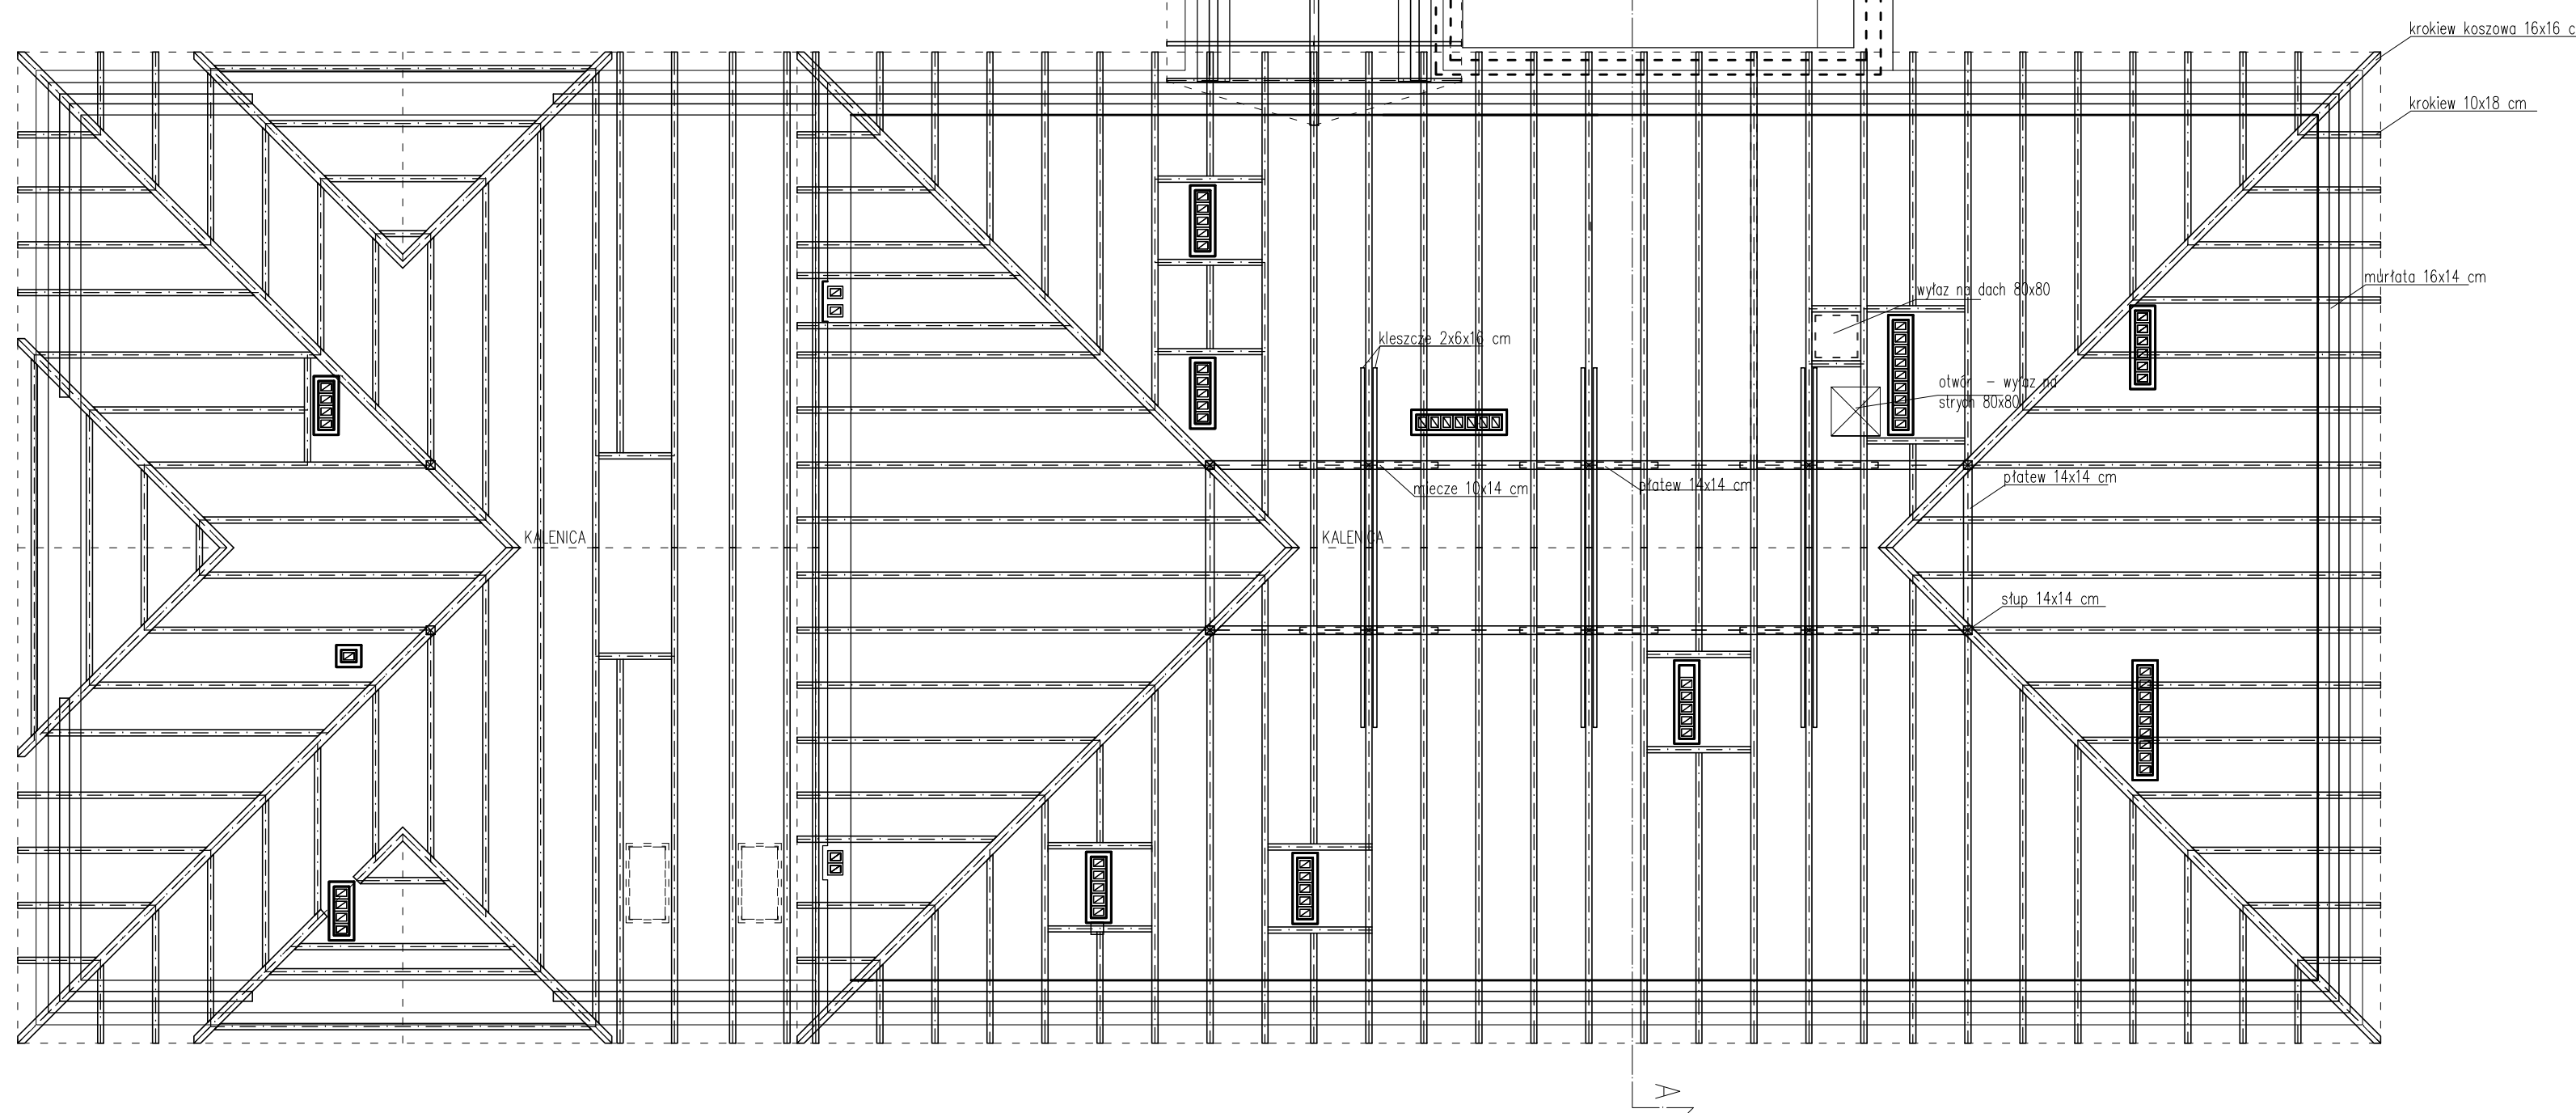 krokiew koszowa 16x16 c
krokiew 10x18 cm
murłata 16x14 cm
wyłaz na dach 80x80
kleszcze 2x6x16 cm
otwór - wyłaz na
strych 80x80
płatew 14x14 cm
miecze 10x14 cm
płatew 14x14 cm
KALENICA
KALENICA
słup 14x14 cm
A